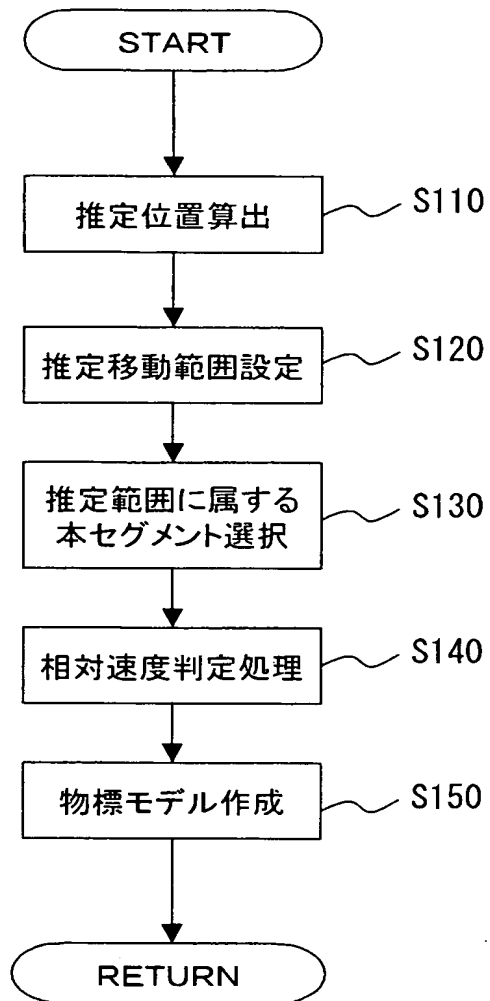 START
推定位置算出
S110
推定移動範囲設定
S120
推定範囲に属する
本セグメント選択
S130
相対速度判定処理
S140
物標モデル作成
S150
RETURN